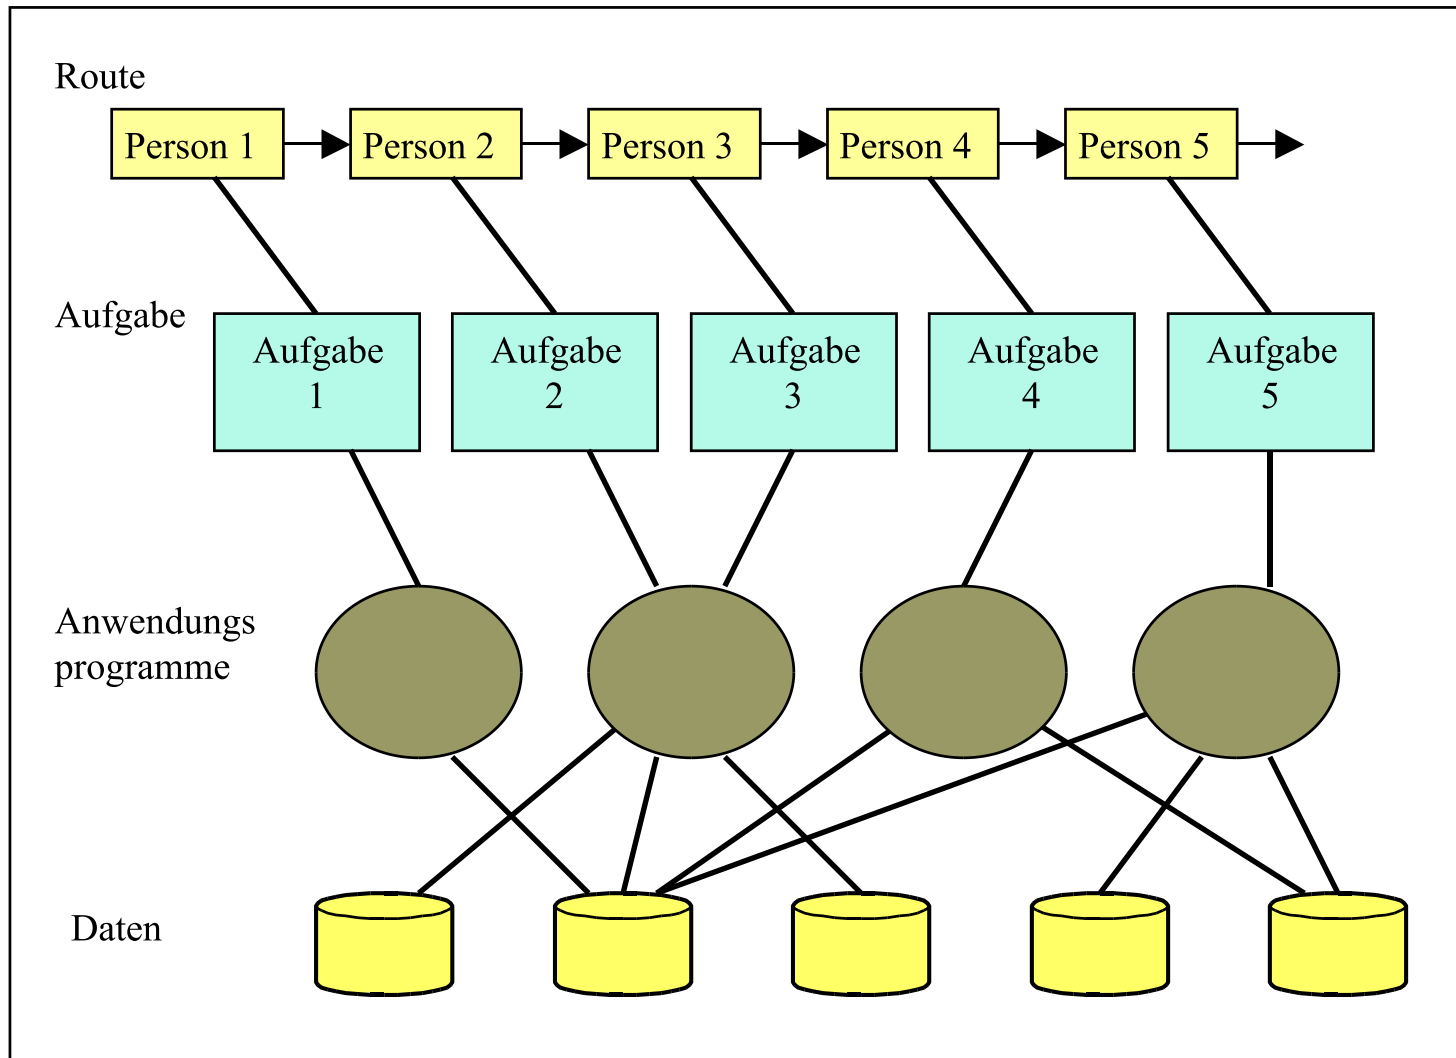 Route
Person 1
Person 2
Person 3
Person 4
Person 5
Aufgabe
Aufgabe
1
Aufgabe
2
Aufgabe
3
Aufgabe
4
Aufgabe
5
Anwendungs
programme
Daten